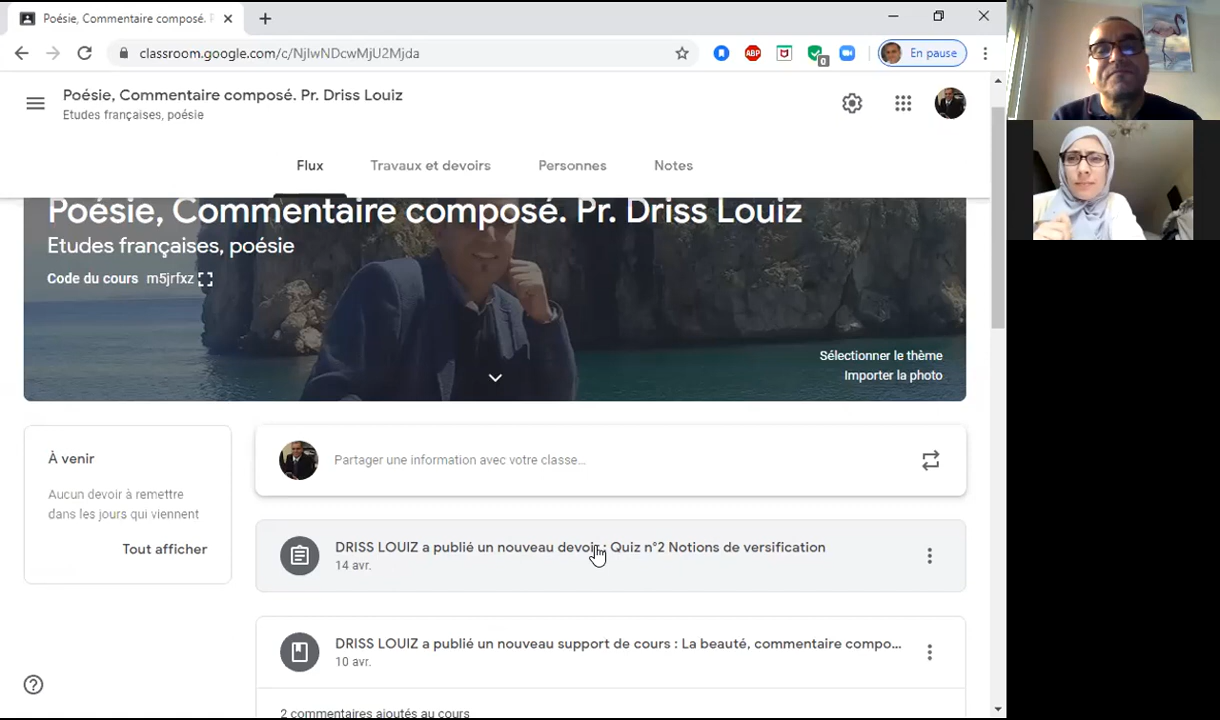 Poésie, Commentaire composé. P
classroom.google.com/c/NjIwNDcwMjU2Mjda
ABP
0
En pause
Poésie, Commentaire composé. Pr. Driss Louiz
Etudes françaises, poésie
Flux
Travaux et devoirs
Personnes
Notes
Poésie, Commentaire composé. Pr. Driss Louiz
Etudes françaises, poésie
Code du cours m5jrfxz
Sélectionner le thème
Importer la photo
À venir
Aucun devoir à remettre
dans les jours qui viennent
Tout afficher
Partager une information avec votre classe...
DRISS LOUIZ a publié un nouveau devoir : Quiz n°2 Notions de versification
14 avr.
DRISS LOUIZ a publié un nouveau support de cours : La beauté, commentaire compo...
10 avr.
2 commentaires ajoutés au cours